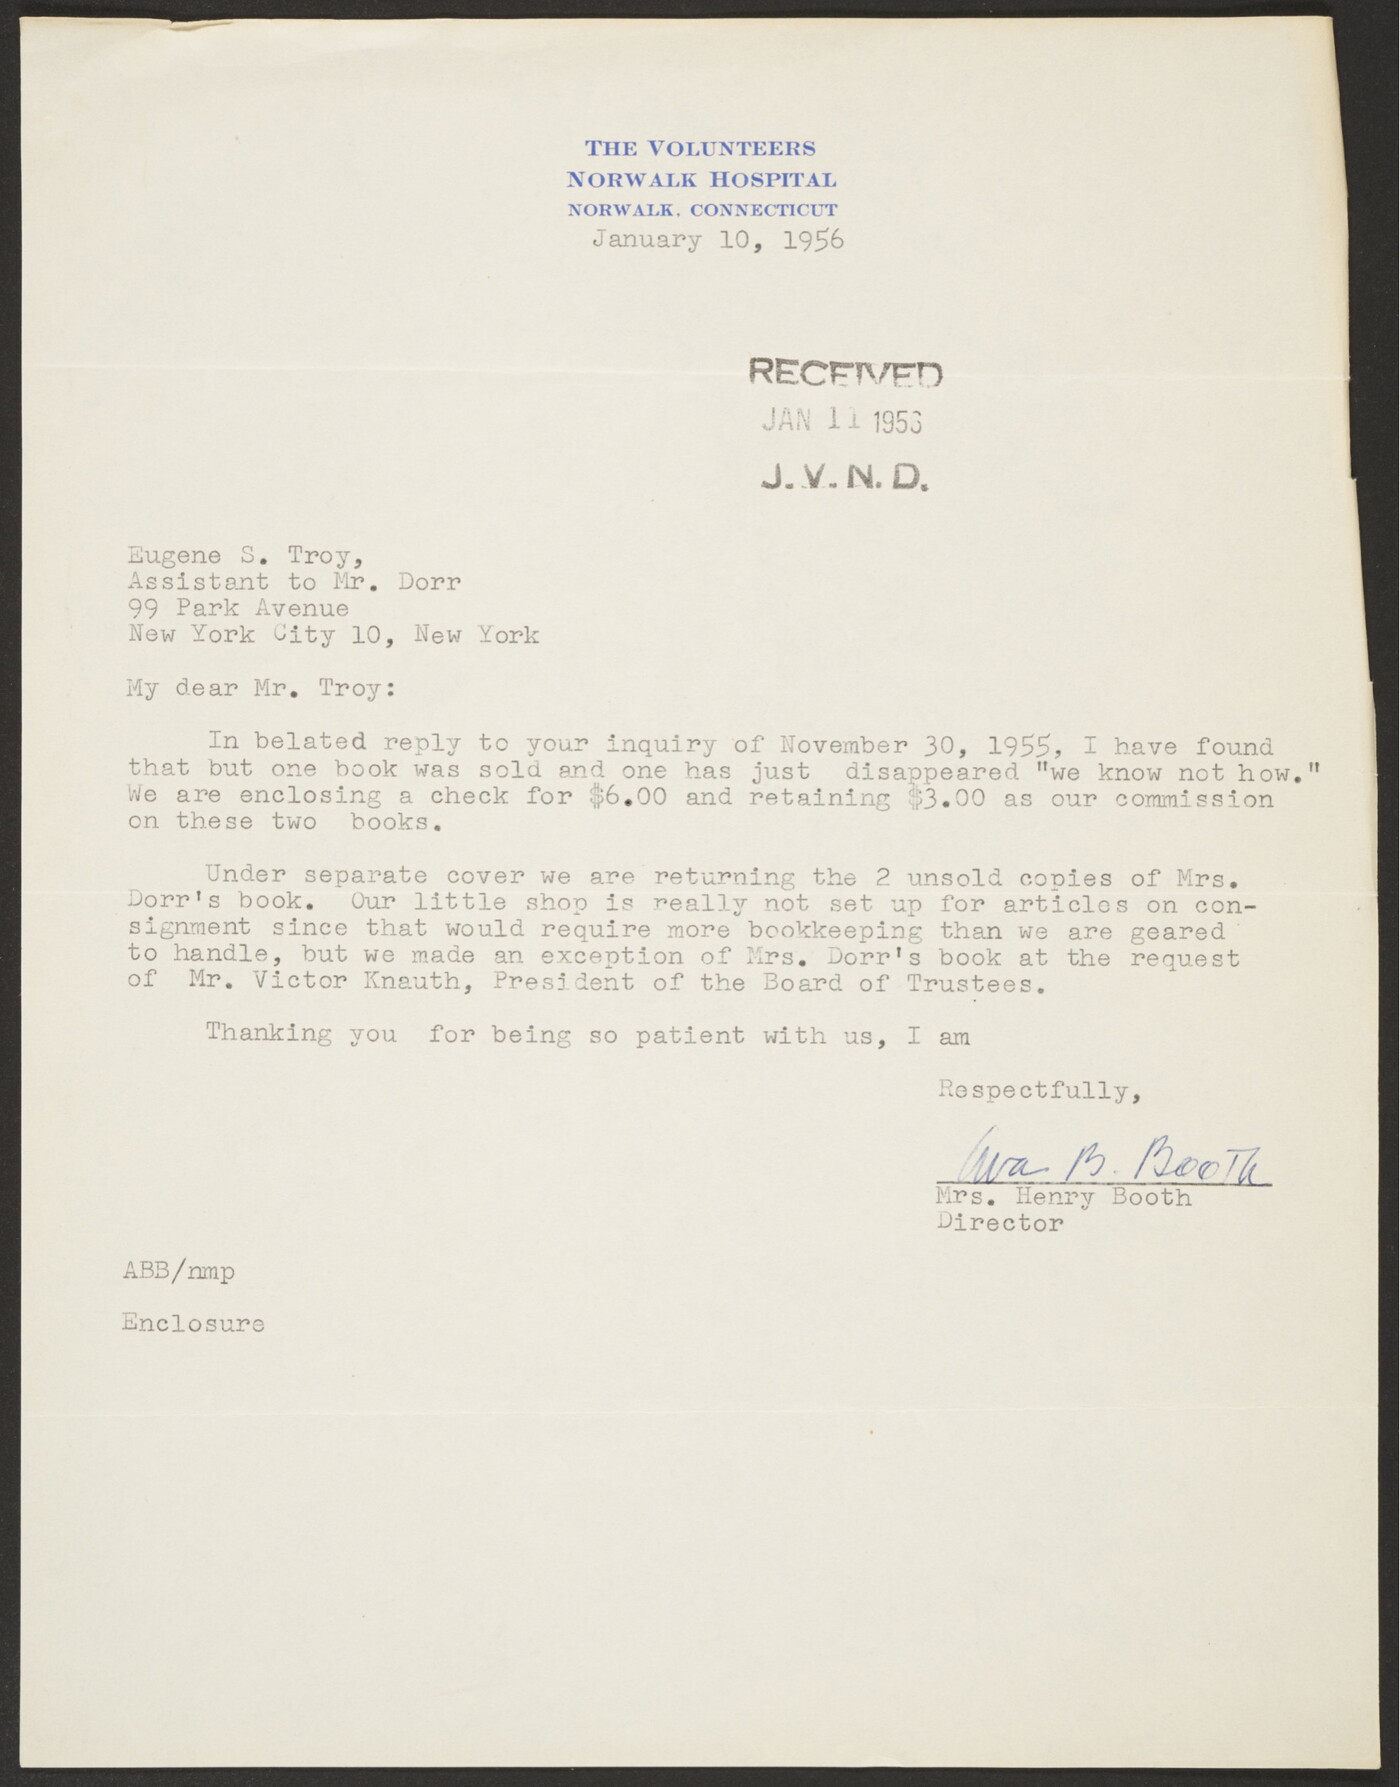 THE VOLUNTEERS
NORWALK HOSPITAL
NORWALK, CONNECTICUT
January 10, 1956
RECEIVED
JAN 11 1956
J. V. N. D.
Eugene S. Troy,
Assistant to Mr. Dorr
99 Park Avenue
New York City 10, New York
My dear Mr. Troy:
In belated reply to your inquiry of November 30, 1955, I have found
that but one book was sold and one has just disappeared "we know not how."
We are enclosing a check for $6.00 and retaining $3.00 as our commission
on these two books.
Under separate cover we are returning the 2 unsold copies of Mrs.
Dorr's book. Our little shop is really not set up for articles on con-
signment since that would require more bookkeeping than we are geared
to handle, but we made an exception of Mrs. Dorr's book at the request
of Mr. Victor Knauth, President of the Board of Trustees.
Thanking you for being so patient with us, I am
Respectfully,
Ava B. Booth
Mrs. Henry Booth
Director
ABB/nmp
Enclosure